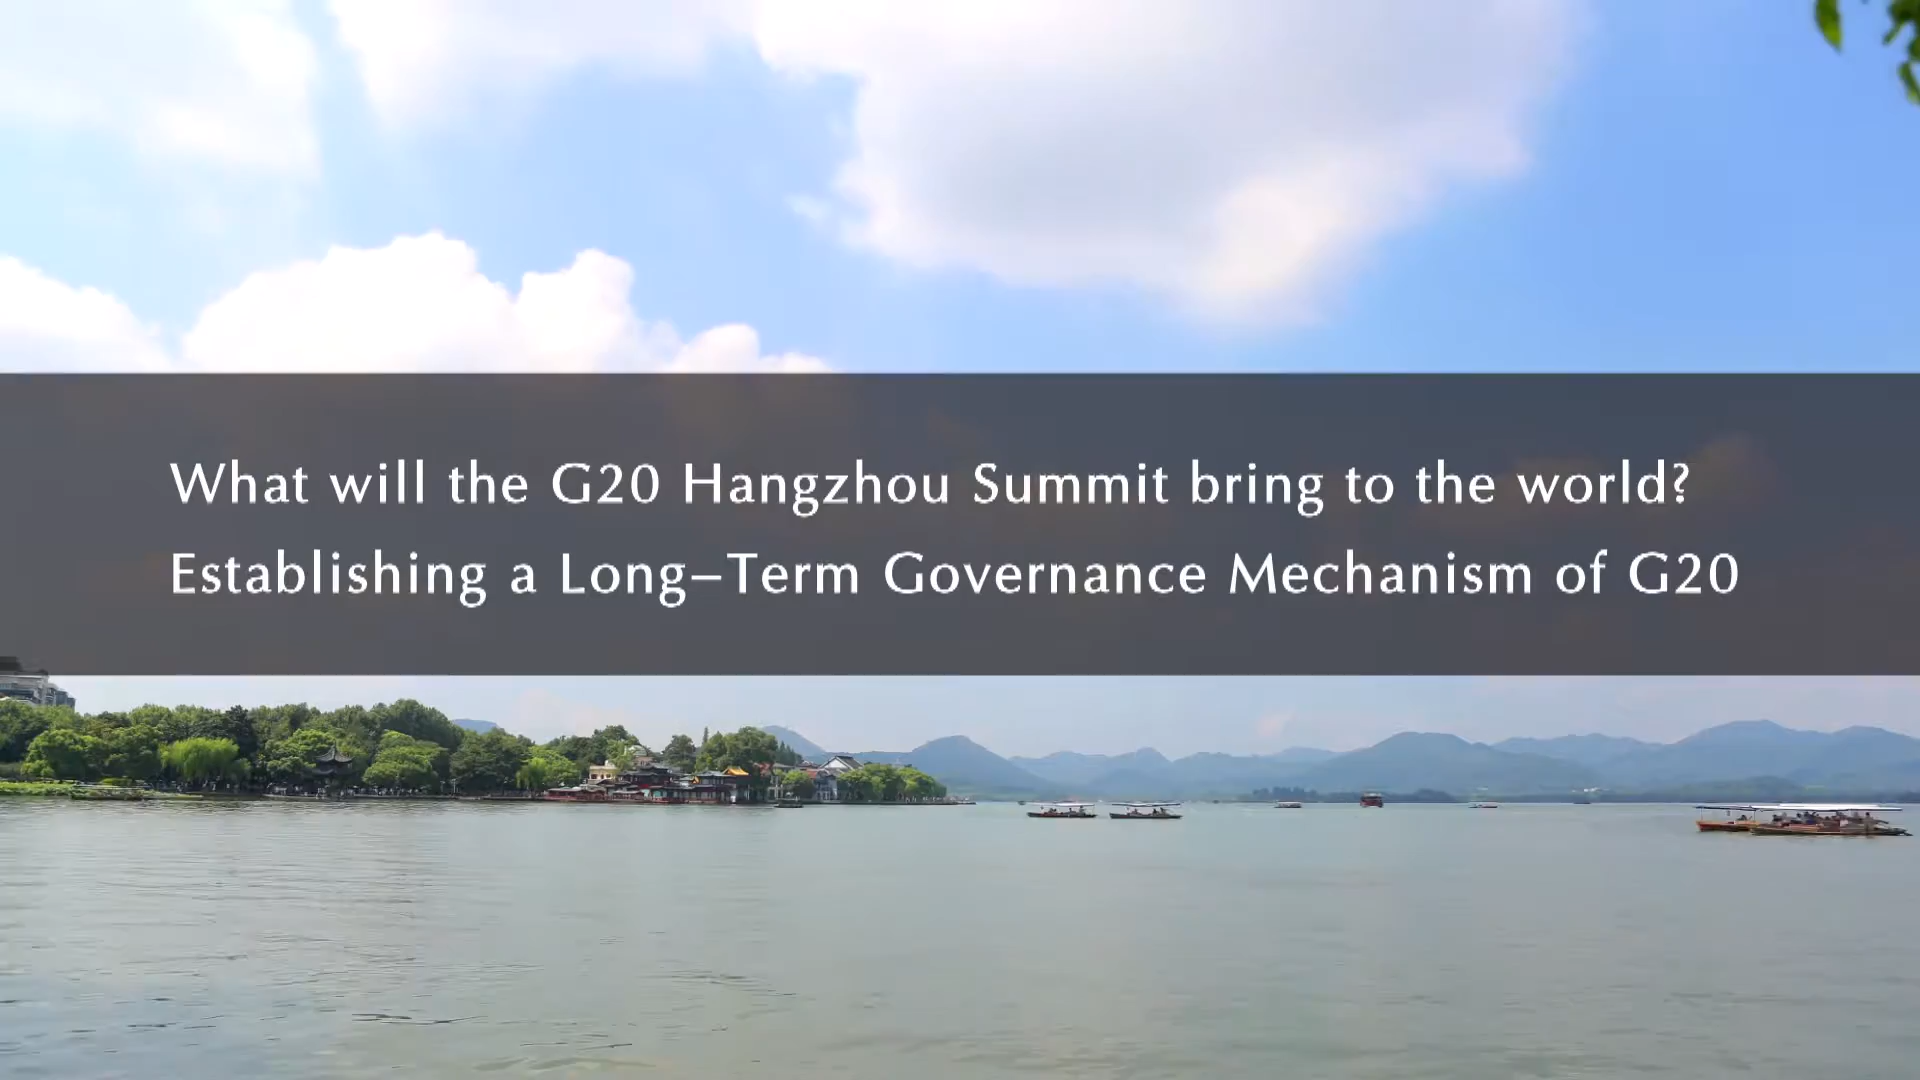 What will the G20 Hangzhou Summit bring to the world?
Establishing a Long–Term Governance Mechanism of G20